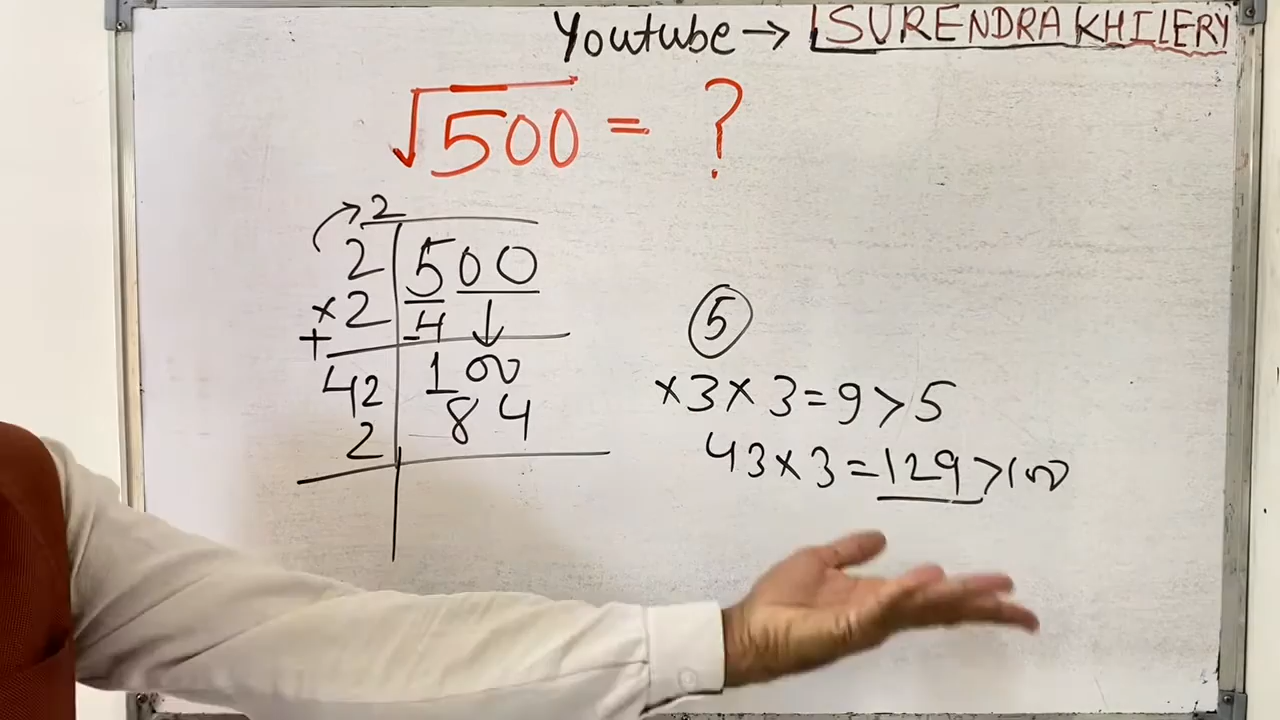 Youtube → SURENDRA KHILERY
√500 = ?
2
2 500
×2 -4 ↓
+
42 100
2 84
5
×3×3=9>5
43×3=129>100